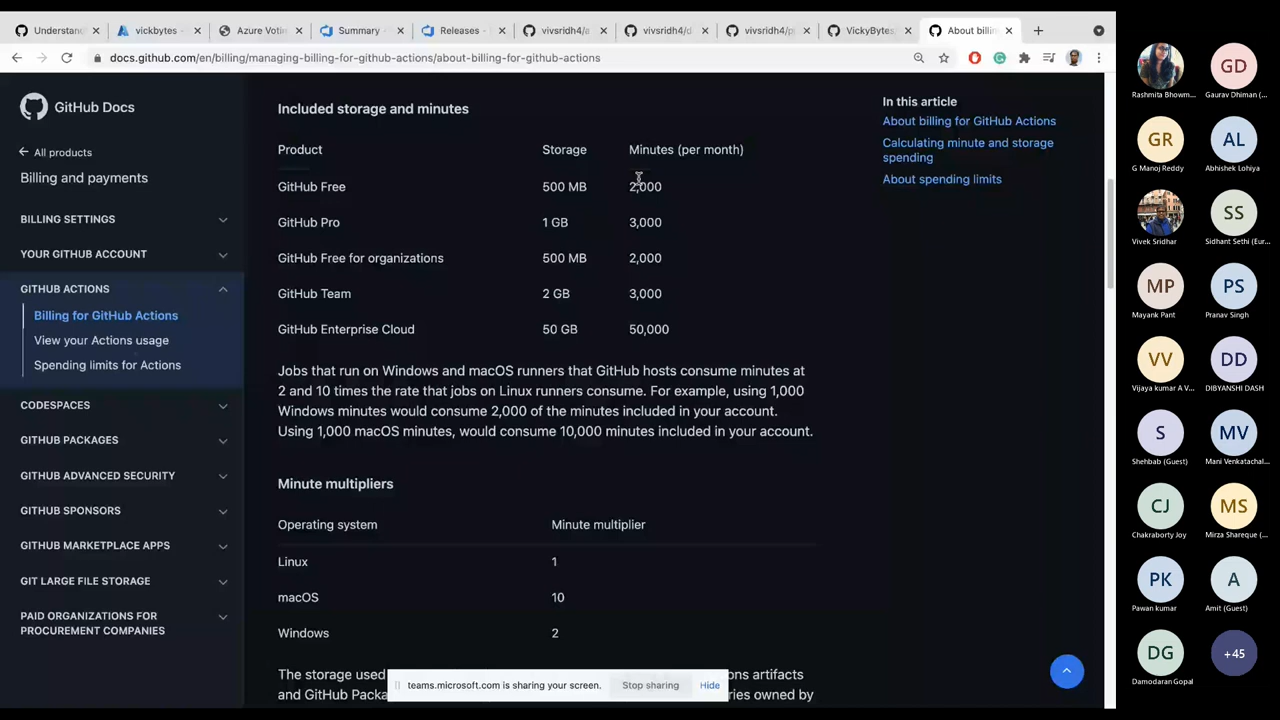 Understan
vickbytes
Azure Votin
Summary -
Releases -
vivsridh4/a
vivsridh4/d
vivsridh4/p
VickyBytes
About billin
docs.github.com/en/billing/managing-billing-for-github-actions/about-billing-for-github-actions
GitHub Docs
All products
Billing and payments
BILLING SETTINGS
YOUR GITHUB ACCOUNT
GITHUB ACTIONS
Billing for GitHub Actions
View your Actions usage
Spending limits for Actions
CODESPACES
GITHUB PACKAGES
GITHUB ADVANCED SECURITY
GITHUB SPONSORS
GITHUB MARKETPLACE APPS
GIT LARGE FILE STORAGE
PAID ORGANIZATIONS FOR
PROCUREMENT COMPANIES
Included storage and minutes
Product Storage Minutes (per month)
GitHub Free 500 MB 2,000
GitHub Pro 1 GB 3,000
GitHub Free for organizations 500 MB 2,000
GitHub Team 2 GB 3,000
GitHub Enterprise Cloud 50 GB 50,000
Jobs that run on Windows and macOS runners that GitHub hosts consume minutes at
2 and 10 times the rate that jobs on Linux runners consume. For example, using 1,000
Windows minutes would consume 2,000 of the minutes included in your account.
Using 1,000 macOS minutes, would consume 10,000 minutes included in your account.
Minute multipliers
Operating system Minute multiplier
Linux 1
macOS 10
Windows 2
The storage used
ons artifacts
and GitHub Packa
ries owned by
teams.microsoft.com is sharing your screen.
Stop sharing
Hide
In this article
About billing for GitHub Actions
Calculating minute and storage
spending
About spending limits
Rashmita Bhowm...
GD
Gaurav Dhiman (...
GR
G Manoj Reddy
AL
Abhishek Lohiya
Vivek Sridhar
SS
Sidhant Sethi (Eur...
MP
Mayank Pant
PS
Pranav Singh
VV
Vijaya kumar A V...
DD
DIBYANSHI DASH
S
Shehbab (Guest)
MV
Mani Venkatachal...
CJ
Chakraborty Joy
MS
Mirza Shareque (...
PK
Pawan kumar
A
Amit (Guest)
DG
Damodaran Gopal
+45